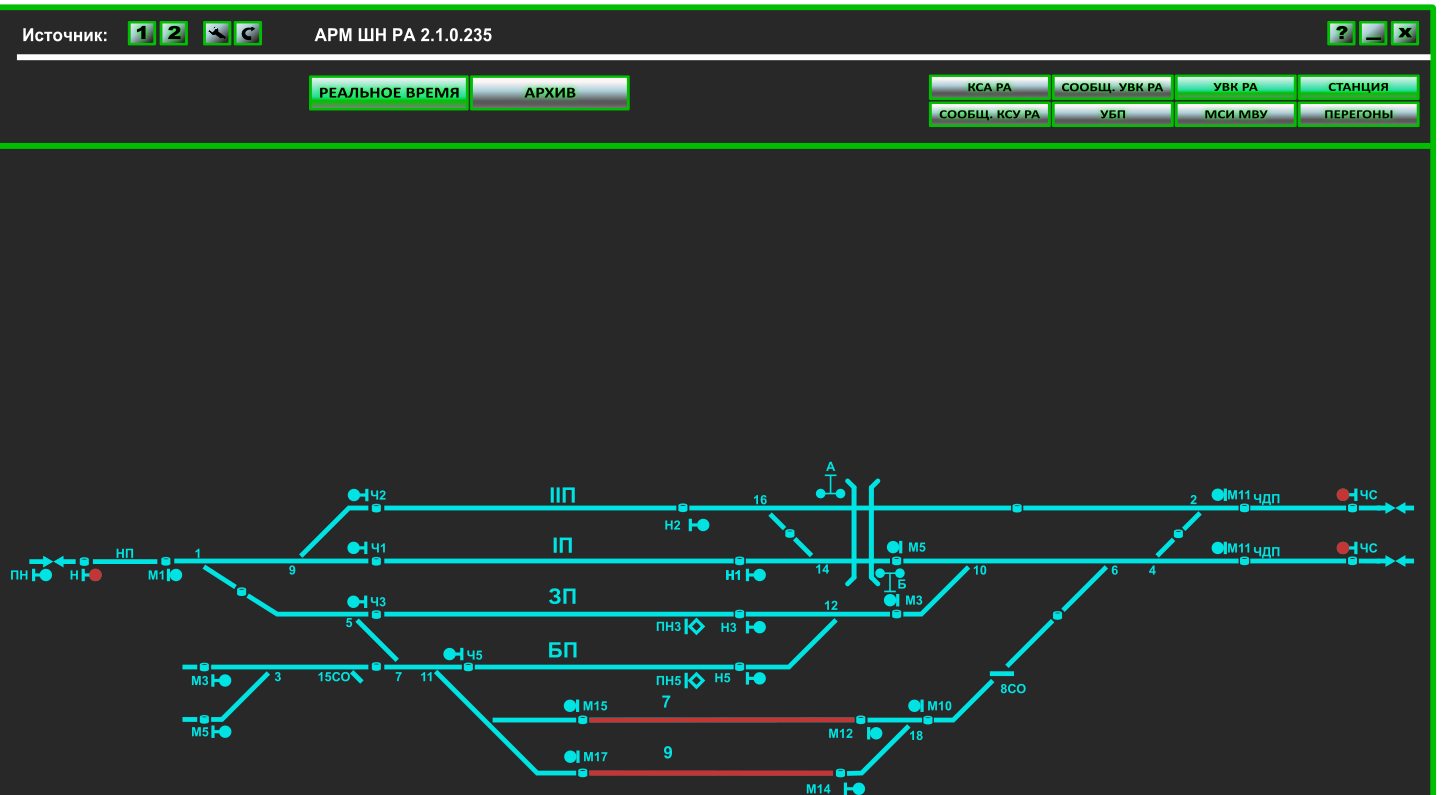 Источник: 1 2 C АРМ ШН РА 2.1.0.235 ? _ X
РЕАЛЬНОЕ ВРЕМЯ АРХИВ
КСА РА СООБЩ. УВК РА УВК РА СТАНЦИЯ
СООБЩ. КСУ РА УБП МСИ МВУ ПЕРЕГОНЫ
А
Ч2 IIП 16 2 М11 ЧДП ЧС
Н2
НП 1 Ч1 IП М5 М11 ЧДП ЧС
ПН Н М1 9 Н1 14 10 6 4
Б
Ч3 3П 12 М3
5 ПН3 Н3
Ч5 БП
М3 3 15СО 7 11 ПН5 Н5 8СО
М15 7 М10
М5 М12 18
М17 9
М14